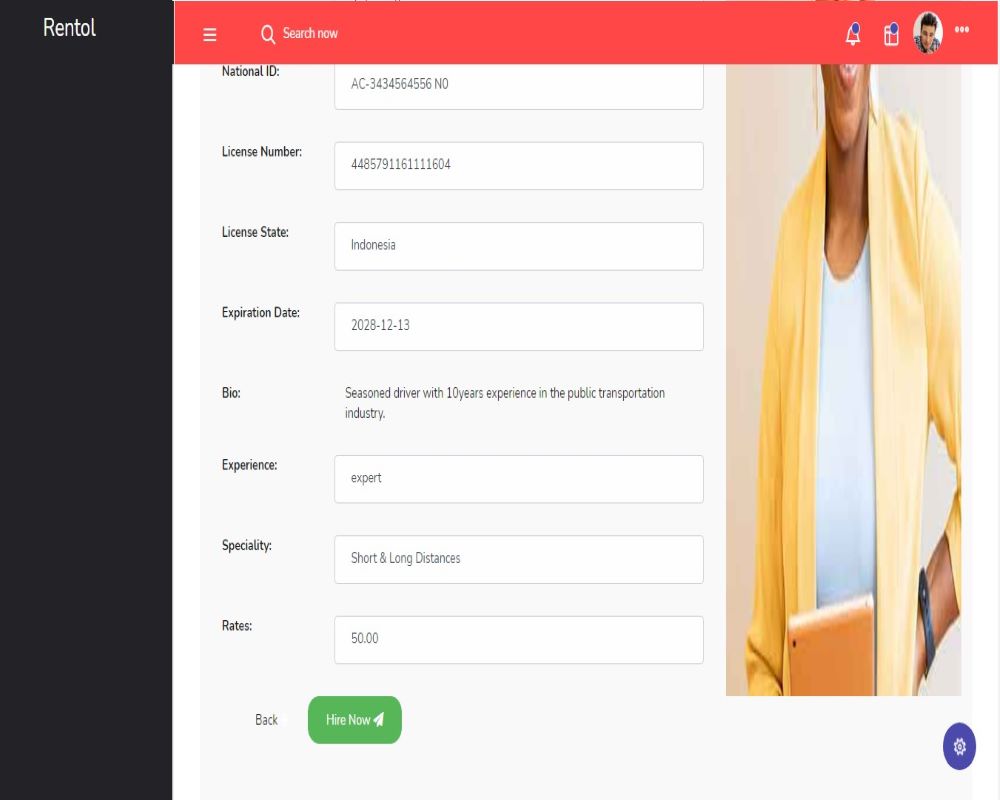 Rentol
Search now
National ID:
AC-3434564556 N0
License Number:
4485791161111604
License State:
Indonesia
Expiration Date:
2028-12-13
Bio:
Seasoned driver with 10years experience in the public transportation
industry.
Experience:
expert
Speciality:
Short & Long Distances
Rates:
50.00
Back
Hire Now